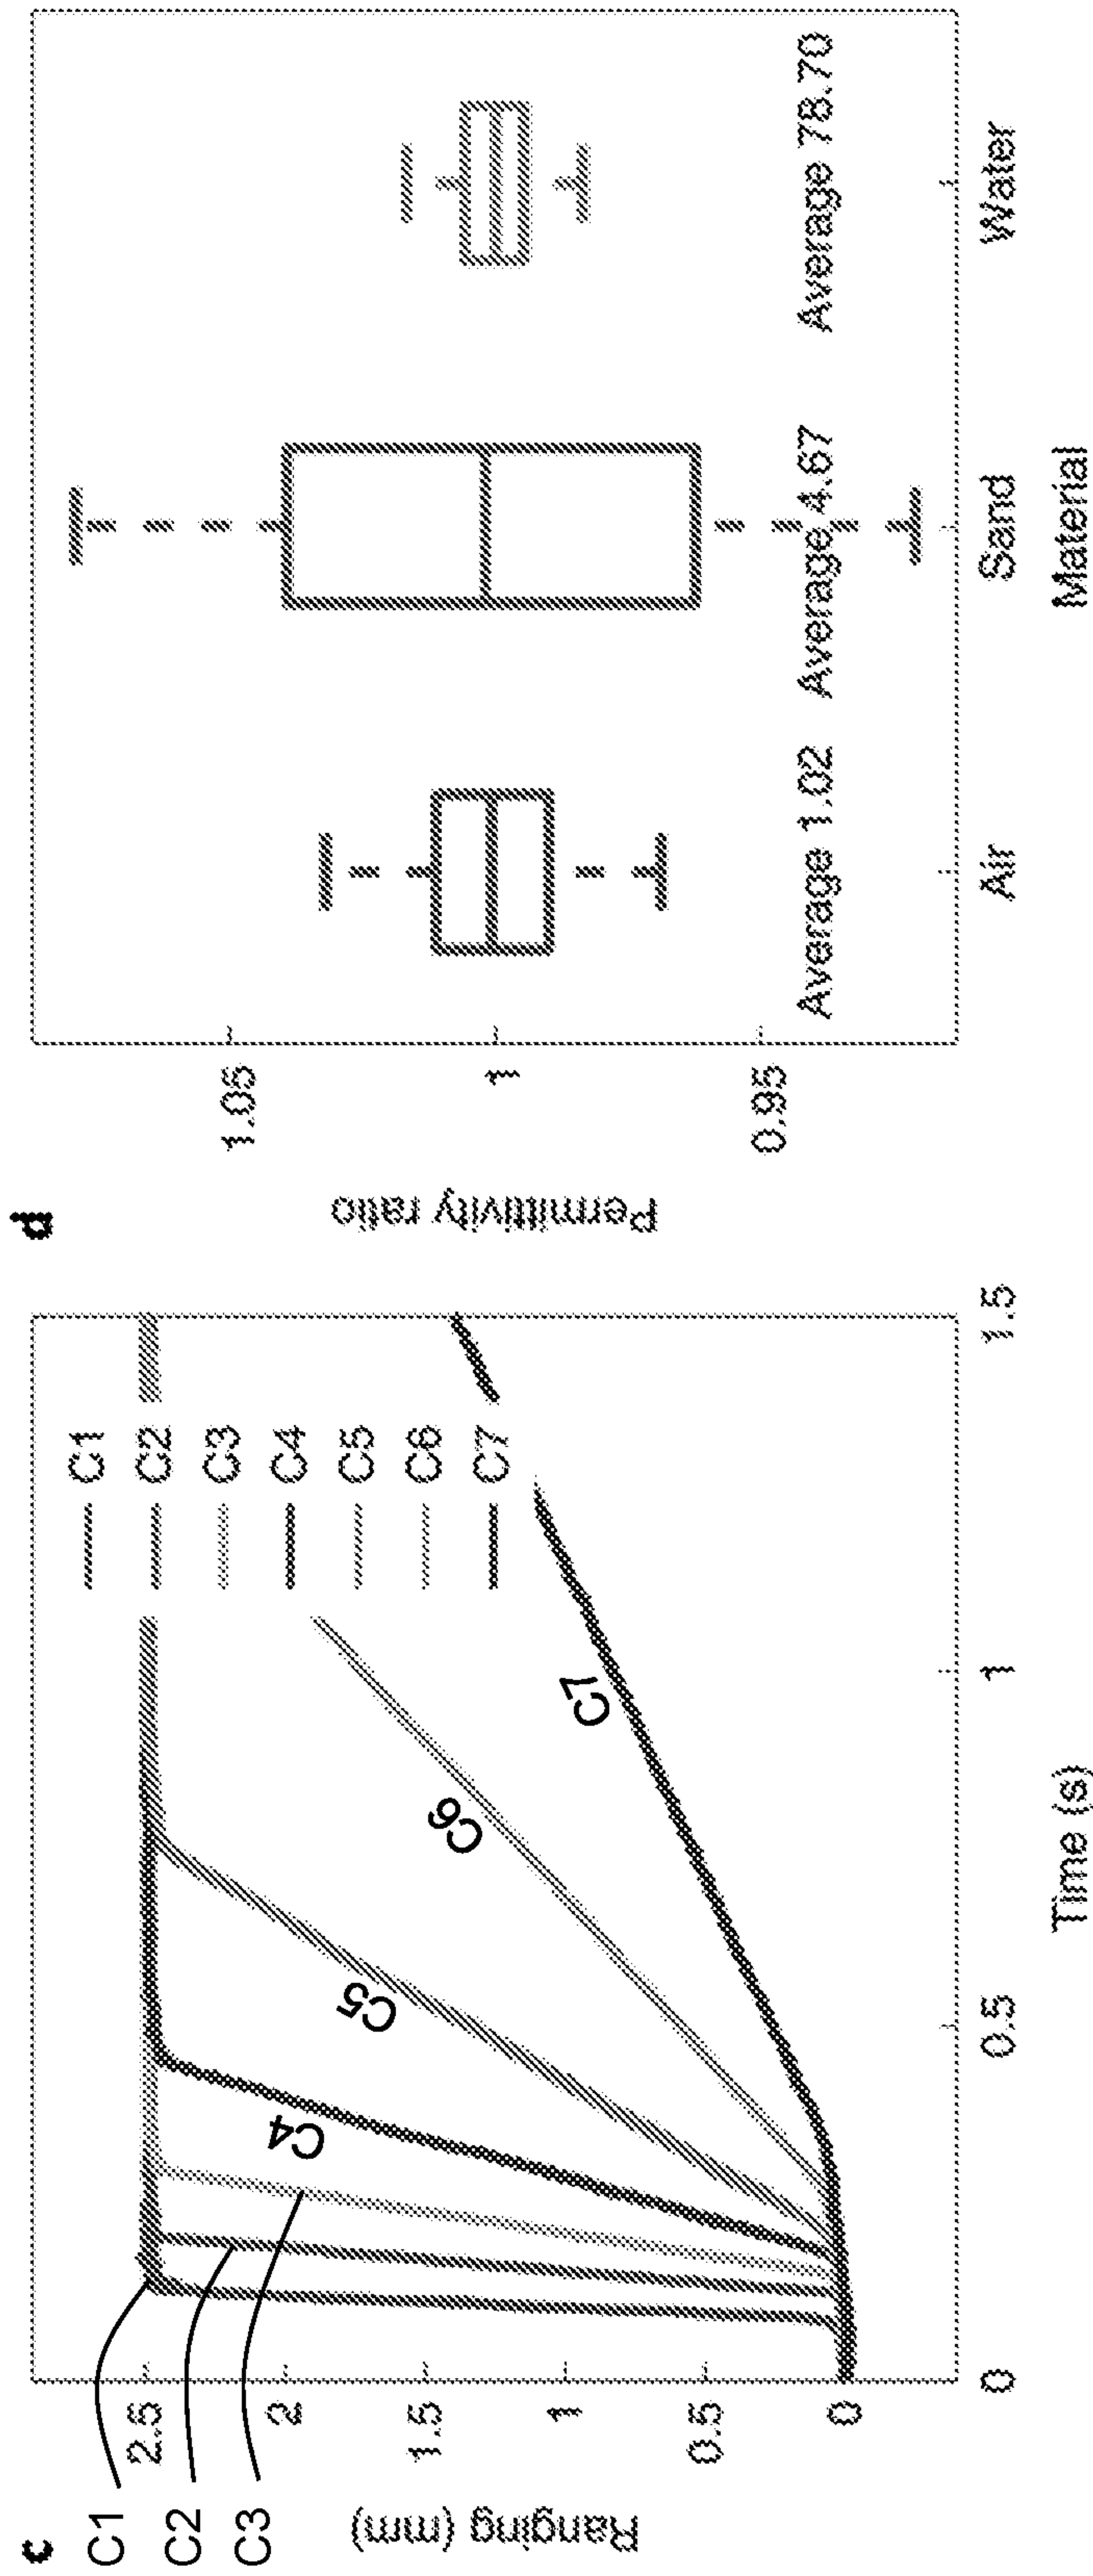 c
C1
C2
C3
Ranging (mm)
2.5
2
1.5
1
0.5
0
C1
C2
C3
C4
C5
C6
C7
C4
C5
C6
C7
0
0.5
1
1.5
Time (s)
d
Permittivity ratio
1.05
1
0.95
Average 1.02
Average 4.67
Average 78.70
Air
Sand
Water
Material